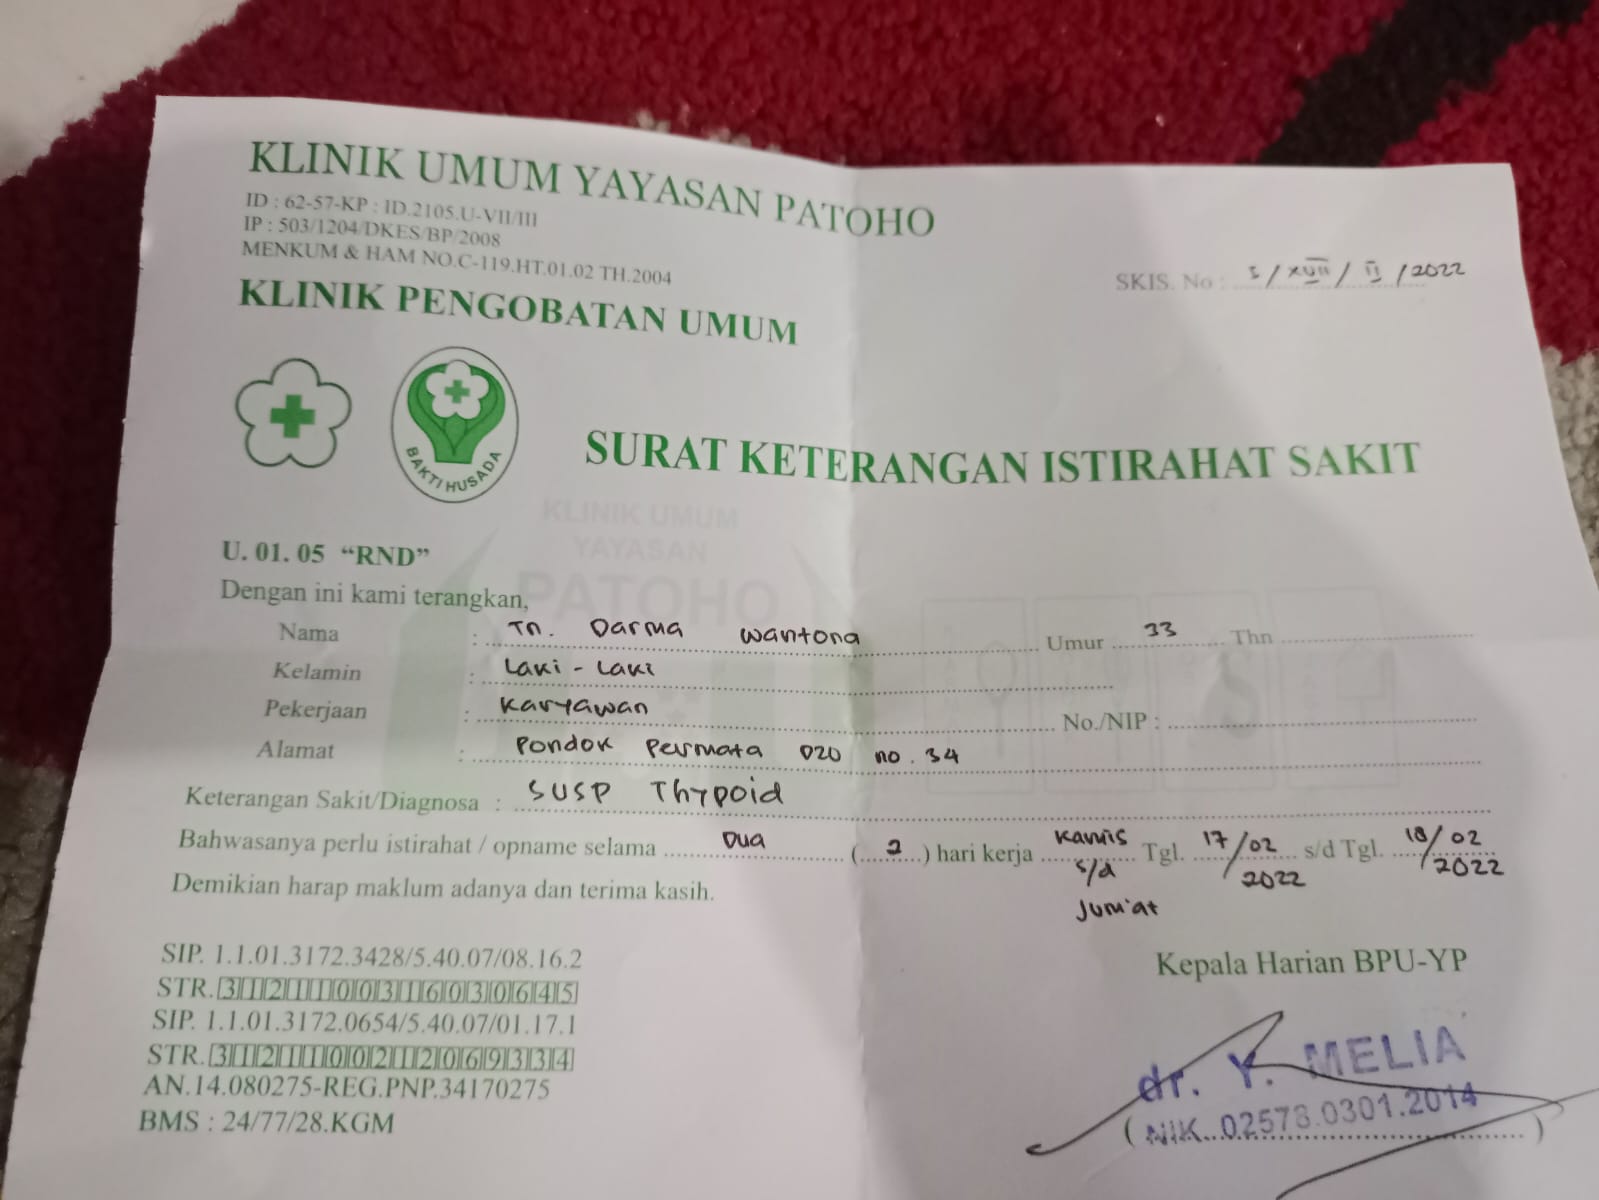 KLINIK UMUM YAYASAN PATOHO
ID : 62-57-KP : ID.2105.U-VII/III
IP : 503/1204/DKES/BP/2008
MENKUM & HAM NO.C-119.HT.01.02 TH.2004
SKIS. No : 5 / XVII / II / 2022
KLINIK PENGOBATAN UMUM
BAKTI HUSADA
SURAT KETERANGAN ISTIRAHAT SAKIT
KLINIK UMUM
YAYASAN
PATOHO
U. 01. 05 “RND”
Dengan ini kami terangkan,
Nama : Tn. Darma Wantona Umur 33 Thn
Kelamin : Laki - Laki
Pekerjaan : Karyawan No./NIP :
Alamat : Pondok Permata D20 no. 34
Keterangan Sakit/Diagnosa : SUSP Thypoid
Bahwasanya perlu istirahat / opname selama Dua ( 2 ) hari kerja Kamis s/d Jum'at Tgl. 17/02 2022 s/d Tgl. 18/02 2022
Demikian harap maklum adanya dan terima kasih.
SIP. 1.1.01.3172.3428/5.40.07/08.16.2
STR. 3121100316030645
SIP. 1.1.01.3172.0654/5.40.07/01.17.1
STR. 3121100212069334
AN.14.080275-REG.PNP.34170275
BMS : 24/77/28.KGM
Kepala Harian BPU-YP
dr. Y. MELIA
( NIK. 02578.0301.2014 )